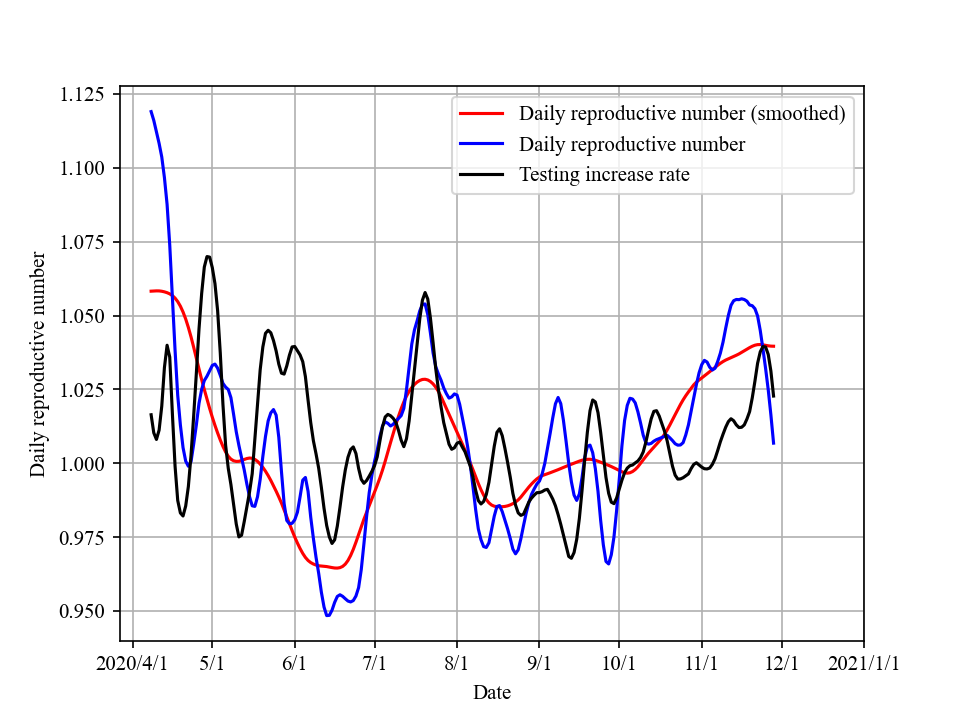 Daily reproductive number (smoothed)
Daily reproductive number
Testing increase rate
Daily reproductive number
1.125
1.100
1.075
1.050
1.025
1.000
0.975
0.950
2020/4/1 5/1 6/1 7/1 8/1 9/1 10/1 11/1 12/1 2021/1/1
Date